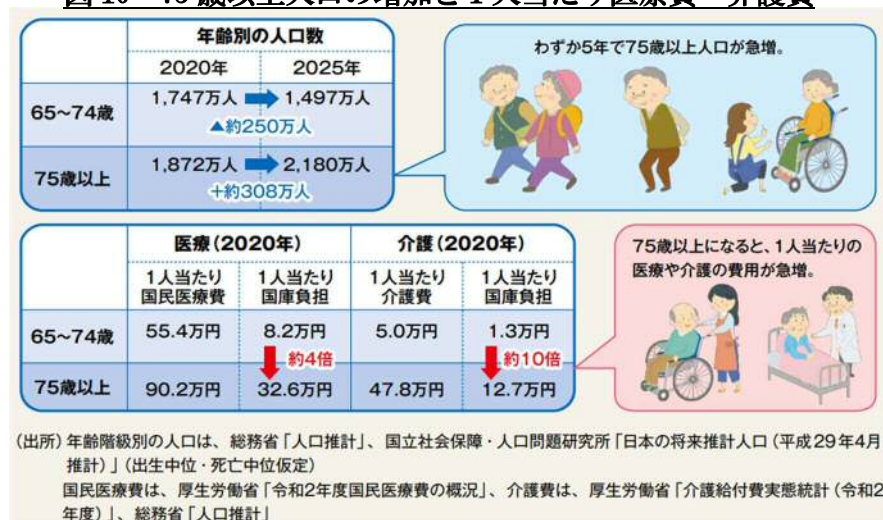 年齢別の人口数
2020年 2025年
65〜74歳 1,747万人 1,497万人
▲約250万人
75歳以上 1,872万人 2,180万人
+約308万人
わずか5年で75歳以上人口が急増。
医療(2020年) 介護(2020年)
1人当たり 1人当たり 1人当たり 1人当たり
国民医療費 国庫負担 介護費 国庫負担
65〜74歳 55.4万円 8.2万円 5.0万円 1.3万円
約4倍 約10倍
75歳以上 90.2万円 32.6万円 47.8万円 12.7万円
75歳以上になると、1人当たりの
医療や介護の費用が急増。
(出所)年齢階級別の人口は、総務省「人口推計」、国立社会保障・人口問題研究所「日本の将来推計人口(平成29年4月
推計)」(出生中位・死亡中位仮定)
国民医療費は、厚生労働省「令和2年度国民医療費の概況」、介護費は、厚生労働省「介護給付費実態統計(令和2
年度)」、総務省「人口推計」